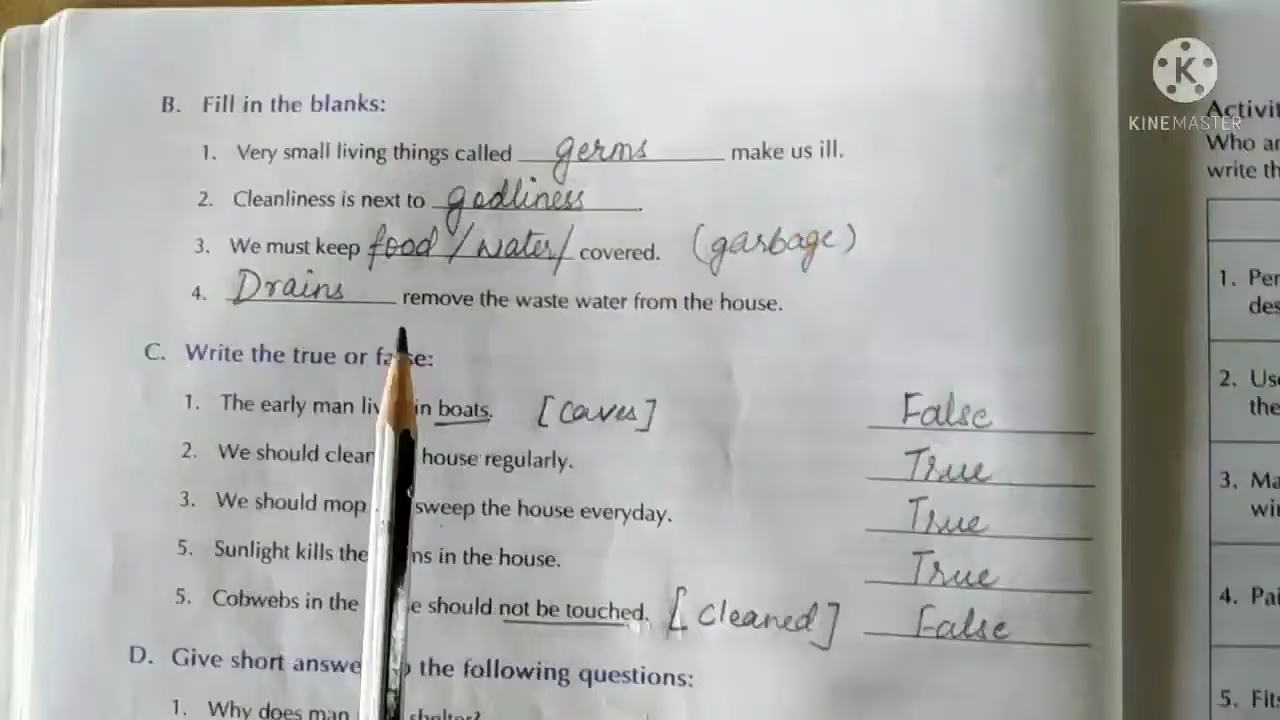 KINEMASTER
B. Fill in the blanks:
1. Very small living things called germs make us ill.
2. Cleanliness is next to godliness.
3. We must keep food/water/ covered. (garbage)
4. Drains remove the waste water from the house.
C. Write the true or false:
1. The early man liv in boats. [caves] False
2. We should clean house regularly. True
3. We should mop sweep the house everyday. True
5. Sunlight kills the ns in the house. True
5. Cobwebs in the e should not be touched. [Cleaned] False
D. Give short answe the following questions:
1. Why does man shelter?
Activit
Who ar
write th
1. Per
des
2. Use
the
3. Ma
wi
4. Pai
5. Fit